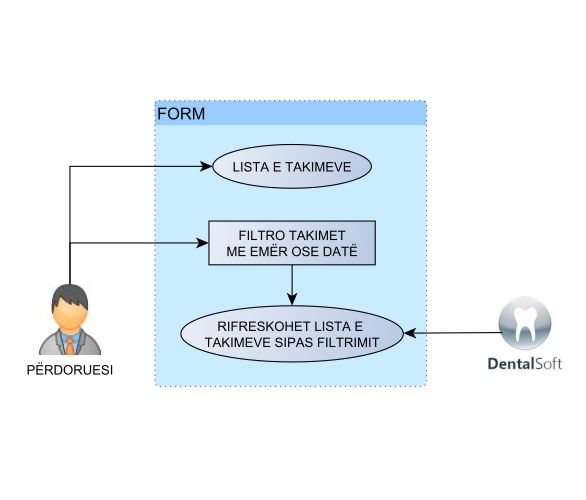 FORM
LISTA E TAKIMEVE
FILTRO TAKIMET
ME EMËR OSE DATË
RIFRESKOHET LISTA E
TAKIMEVE SIPAS FILTRIMIT
PËRDORUESI
DentalSoft